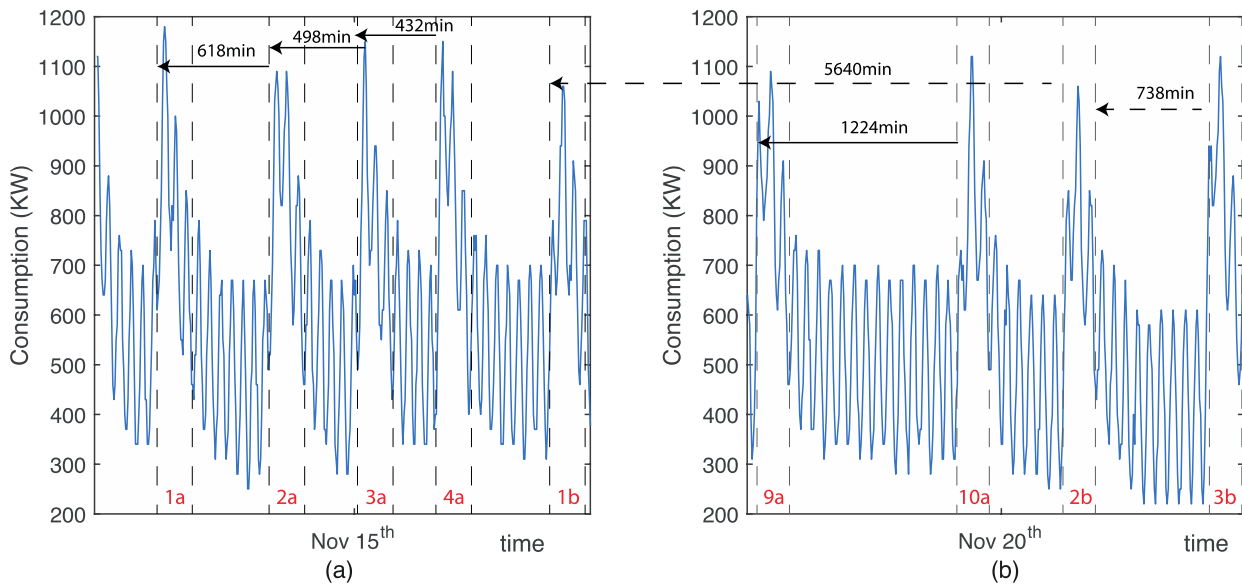 1200
1100
1000
900
800
700
600
500
400
300
200
Consumption (KW)
618min
498min
432min
1a
2a
3a
4a
1b
Nov 15th
time
(a)
5640min
1200
1100
1000
900
800
700
600
500
400
300
200
Consumption (KW)
1224min
738min
9a
10a
2b
3b
Nov 20th
time
(b)